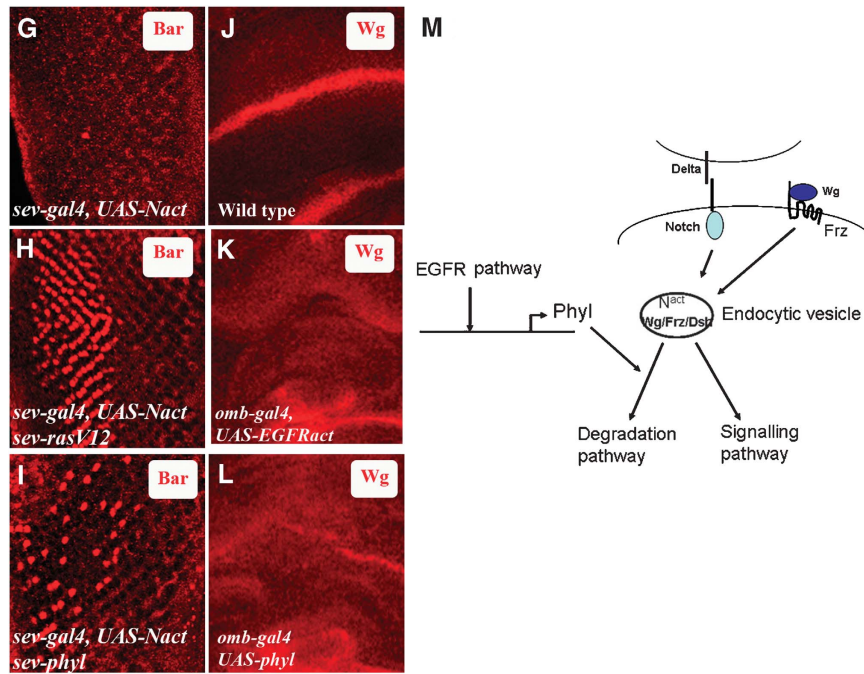 G
Bar
sev-gal4, UAS-Nact
J
Wg
Wild type
H
Bar
sev-gal4, UAS-Nact
sev-rasV12
K
Wg
omb-gal4,
UAS-EGFRact
I
Bar
sev-gal4, UAS-Nact
sev-phyl
L
Wg
omb-gal4
UAS-phyl
M
Delta
Wg
Notch
Frz
EGFR pathway
Phyl
Nact
Wg/Frz/Dsh
Endocytic vesicle
Degradation
pathway
Signalling
pathway